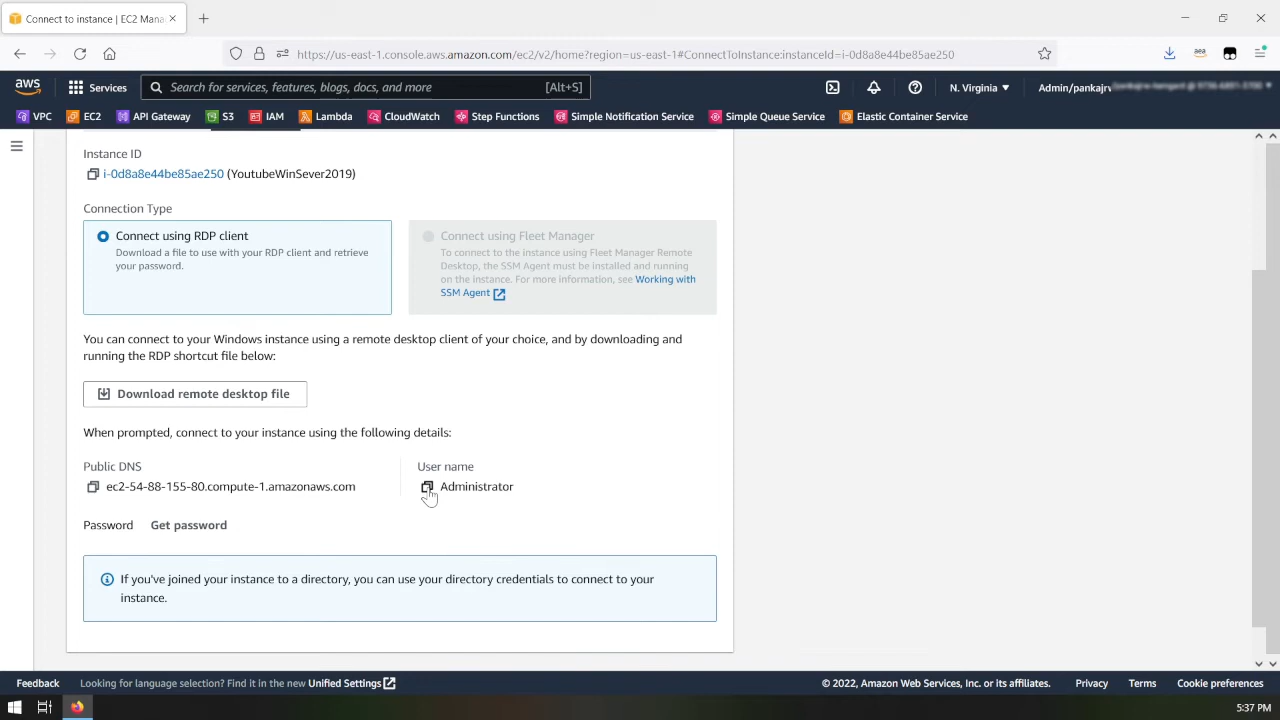 Connect to instance | EC2 Mana
https://us-east-1.console.aws.amazon.com/ec2/v2/home?region=us-east-1#ConnectToInstance:instanceId=i-0d8a8e44be85ae250
aea
aws
Services
Search for services, features, blogs, docs, and more
[Alt+S]
N. Virginia
VPC
EC2
API Gateway
S3
IAM
Lambda
CloudWatch
Step Functions
Simple Notification Service
Simple Queue Service
Elastic Container Service
Instance ID
i-0d8a8e44be85ae250 (YoutubeWinSever2019)
Connection Type
Connect using RDP client
Download a file to use with your RDP client and retrieve
your password.
Connect using Fleet Manager
To connect to the instance using Fleet Manager Remote
Desktop, the SSM Agent must be installed and running
on the instance. For more information, see Working with
SSM Agent
You can connect to your Windows instance using a remote desktop client of your choice, and by downloading and
running the RDP shortcut file below:
Download remote desktop file
When prompted, connect to your instance using the following details:
Public DNS
ec2-54-88-155-80.compute-1.amazonaws.com
User name
Administrator
Password Get password
If you've joined your instance to a directory, you can use your directory credentials to connect to your
instance.
Feedback
Looking for language selection? Find it in the new Unified Settings
© 2022, Amazon Web Services, Inc. or its affiliates.
Privacy
Terms
Cookie preferences
5:37 PM